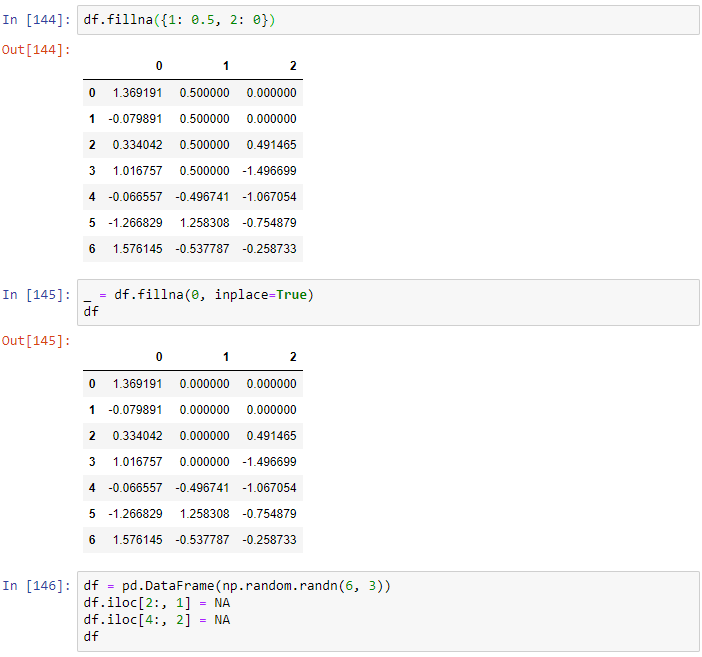 In [144]: df.fillna({1: 0.5, 2: 0})
Out[144]:
0 1 2
0 1.369191 0.500000 0.000000
1 -0.079891 0.500000 0.000000
2 0.334042 0.500000 0.491465
3 1.016757 0.500000 -1.496699
4 -0.066557 -0.496741 -1.067054
5 -1.266829 1.258308 -0.754879
6 1.576145 -0.537787 -0.258733
In [145]: _ = df.fillna(0, inplace=True)
df
Out[145]:
0 1 2
0 1.369191 0.000000 0.000000
1 -0.079891 0.000000 0.000000
2 0.334042 0.000000 0.491465
3 1.016757 0.000000 -1.496699
4 -0.066557 -0.496741 -1.067054
5 -1.266829 1.258308 -0.754879
6 1.576145 -0.537787 -0.258733
In [146]: df = pd.DataFrame(np.random.randn(6, 3))
df.iloc[2:, 1] = NA
df.iloc[4:, 2] = NA
df